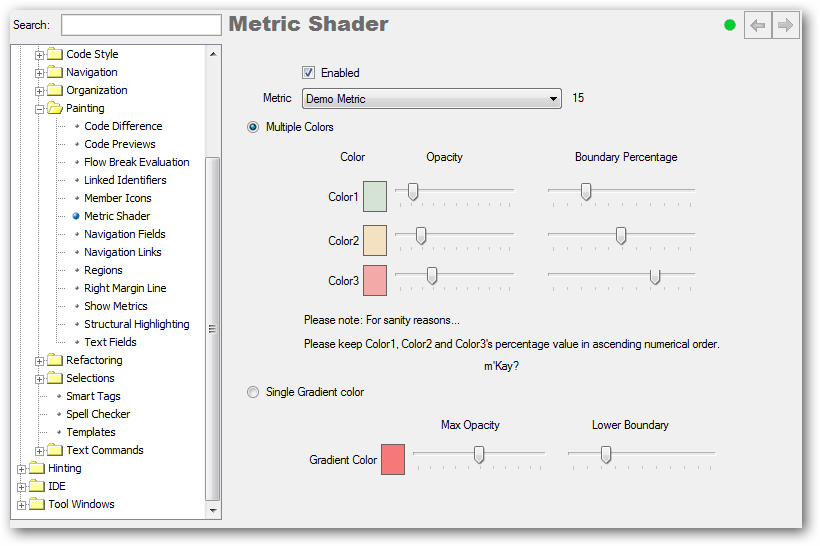 Search:
Metric Shader
Code Style
Navigation
Organization
Painting
Code Difference
Code Previews
Flow Break Evaluation
Linked Identifiers
Member Icons
Metric Shader
Navigation Fields
Navigation Links
Regions
Right Margin Line
Show Metrics
Structural Highlighting
Text Fields
Refactoring
Selections
Smart Tags
Spell Checker
Templates
Text Commands
Hinting
IDE
Tool Windows
Enabled
Metric Demo Metric 15
Multiple Colors
Color Opacity Boundary Percentage
Color1
Color2
Color3
Please note: For sanity reasons...
Please keep Color1, Color2 and Color3's percentage value in ascending numerical order.
m'Kay?
Single Gradient color
Max Opacity Lower Boundary
Gradient Color